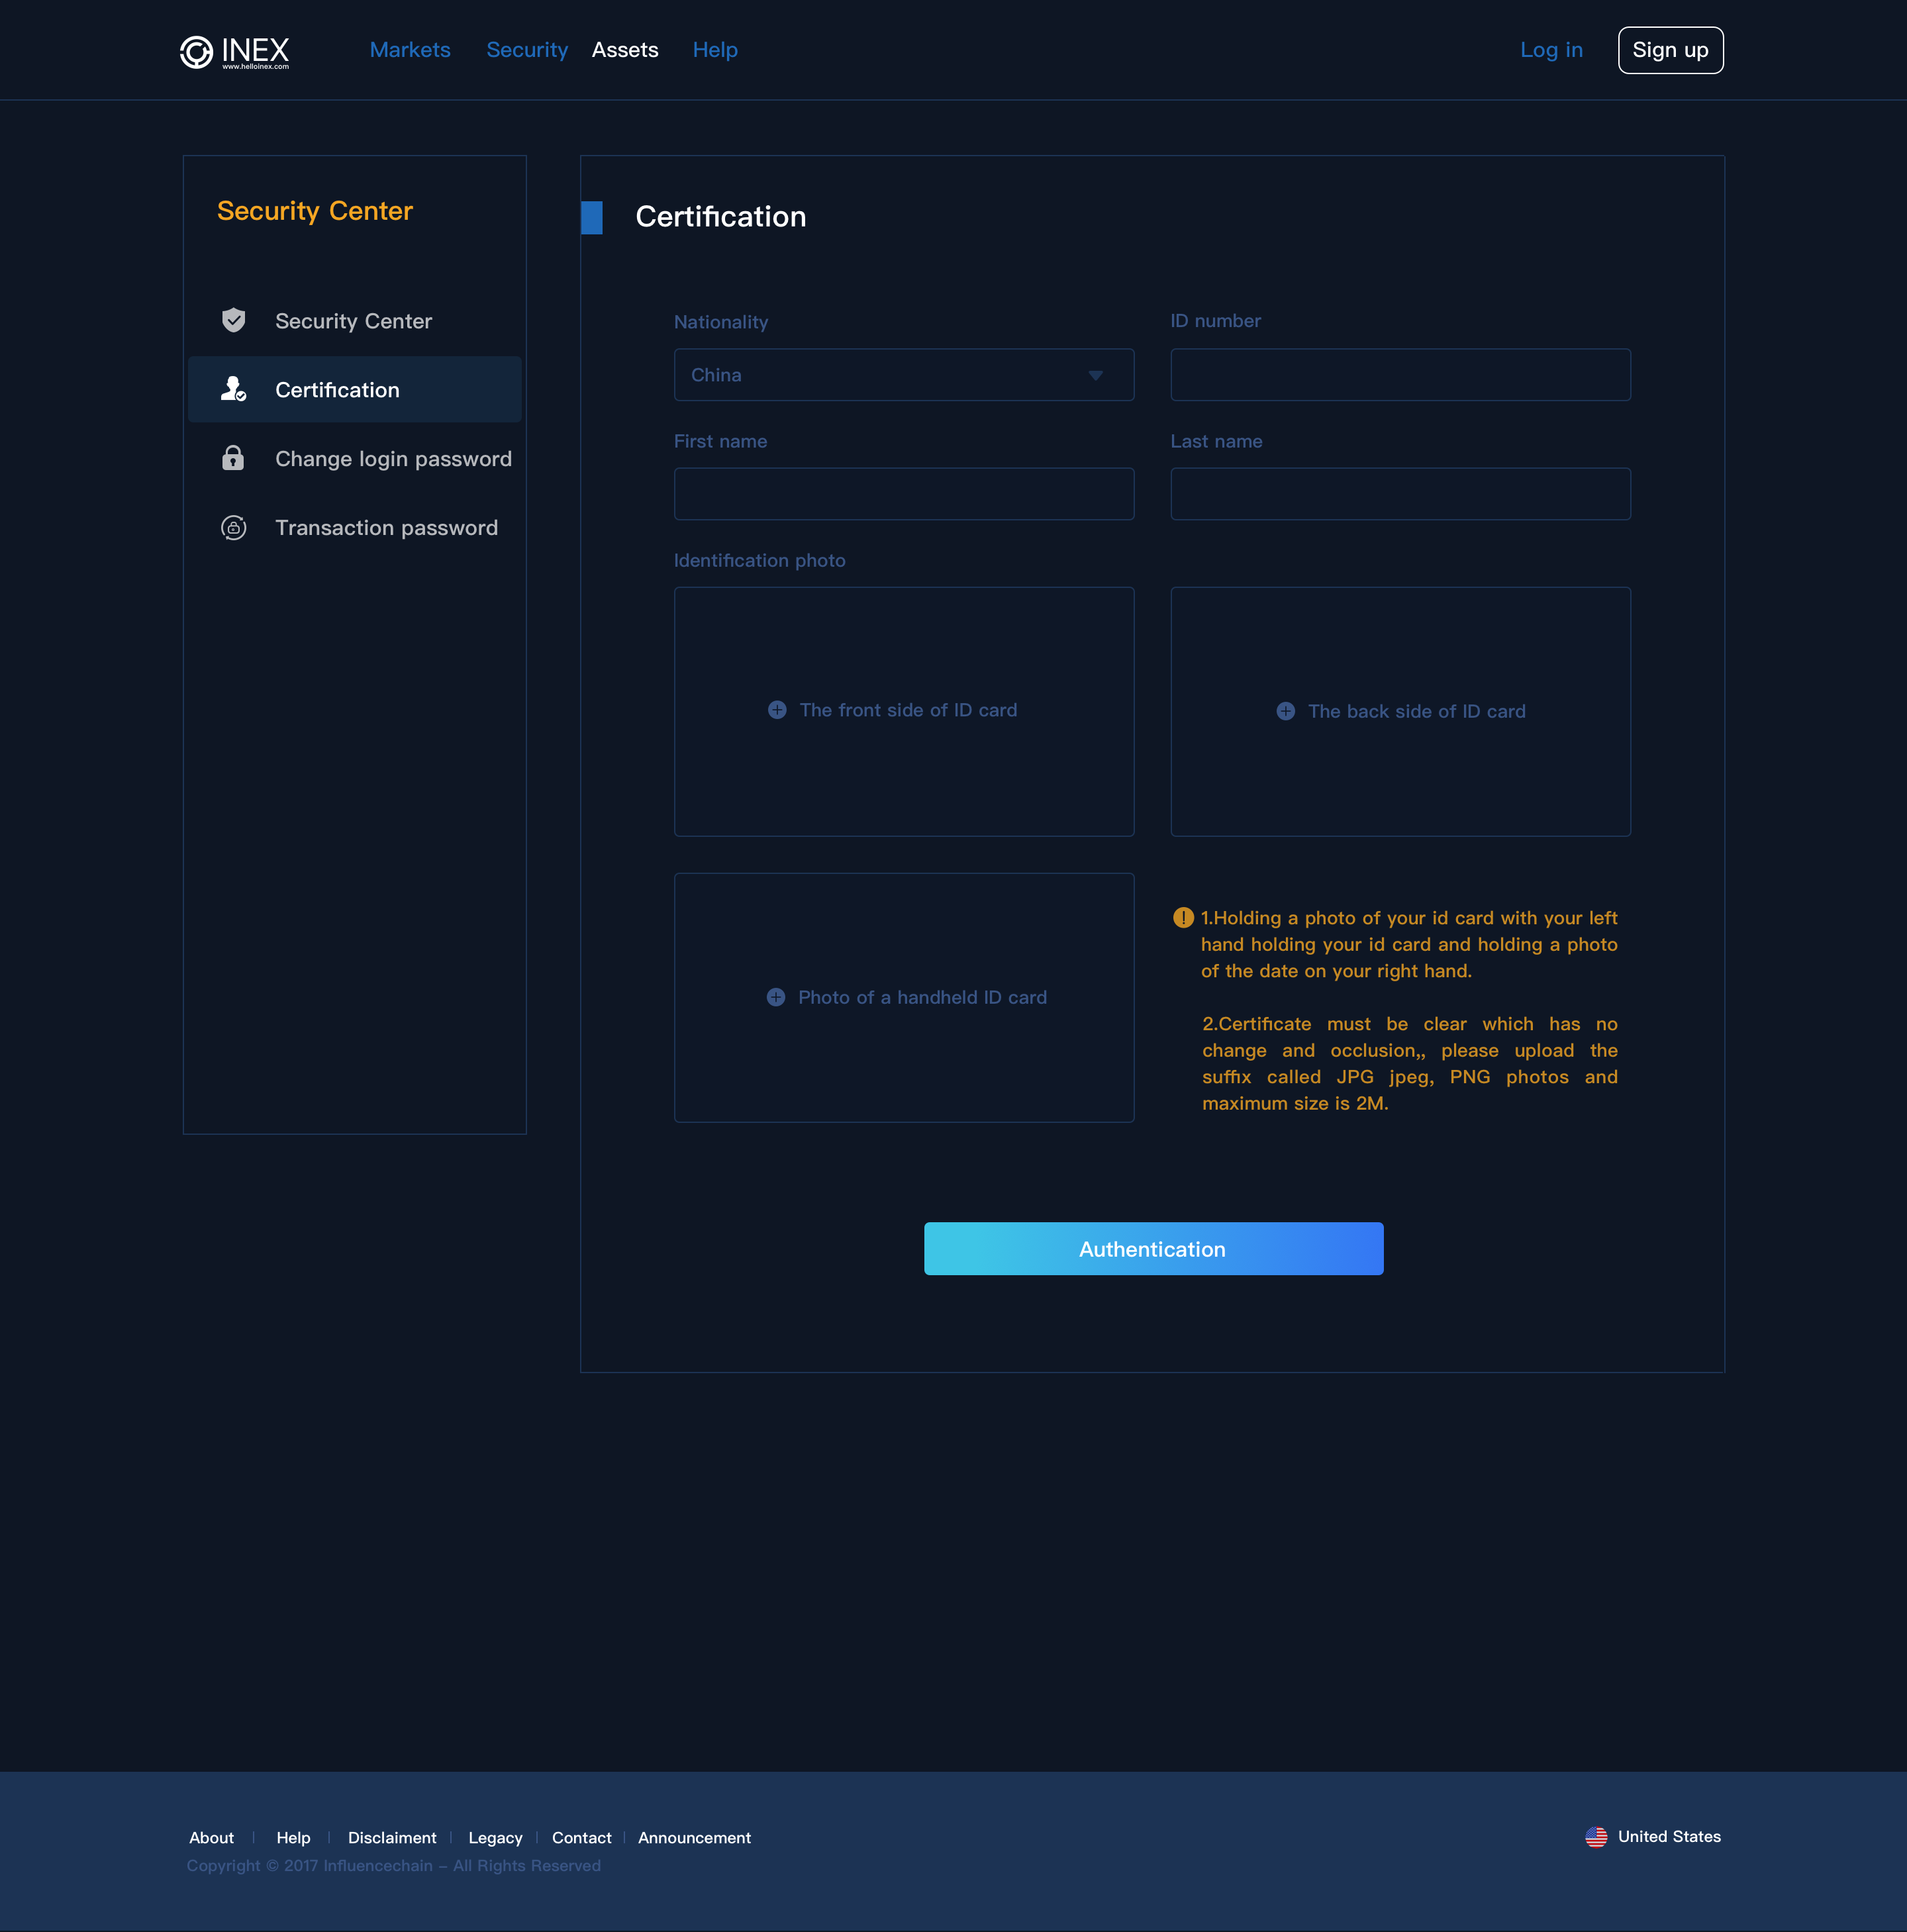 INEX
www.helloinex.com
Markets Security Assets Help
Log in Sign up
Security Center
Security Center
Certification
Change login password
Transaction password
Certification
Nationality ID number
China
First name Last name
Identification photo
The front side of ID card The back side of ID card
Photo of a handheld ID card
1.Holding a photo of your id card with your left
hand holding your id card and holding a photo
of the date on your right hand.
2.Certificate must be clear which has no
change and occlusion,, please upload the
suffix called JPG jpeg, PNG photos and
maximum size is 2M.
Authentication
About | Help | Disclaiment | Legacy | Contact | Announcement
United States
Copyright © 2017 Influencechain – All Rights Reserved